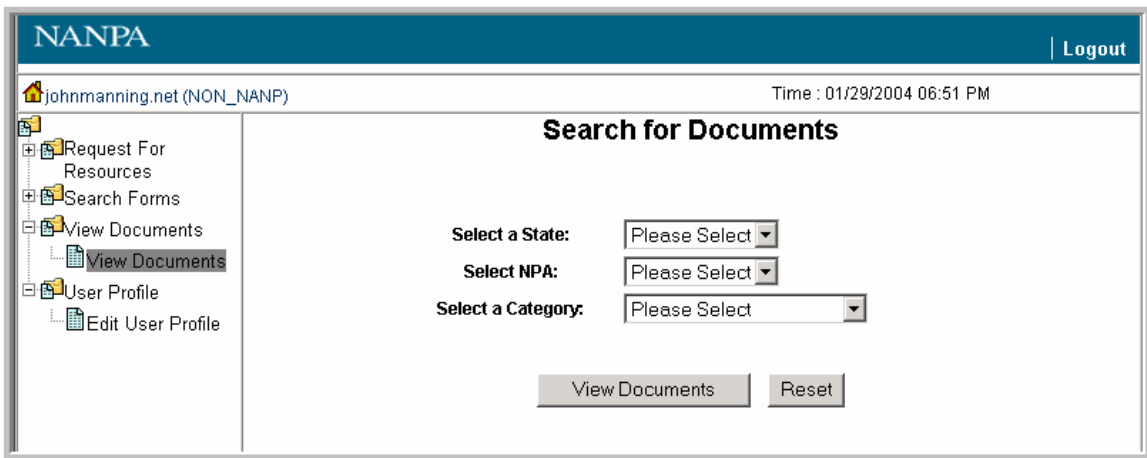 NANPA
Logout
johnmanning.net (NON_NANP)
Time : 01/29/2004 06:51 PM
Request For
Resources
Search Forms
View Documents
View Documents
User Profile
Edit User Profile
Search for Documents
Select a State: Please Select
Select NPA: Please Select
Select a Category: Please Select
View Documents Reset